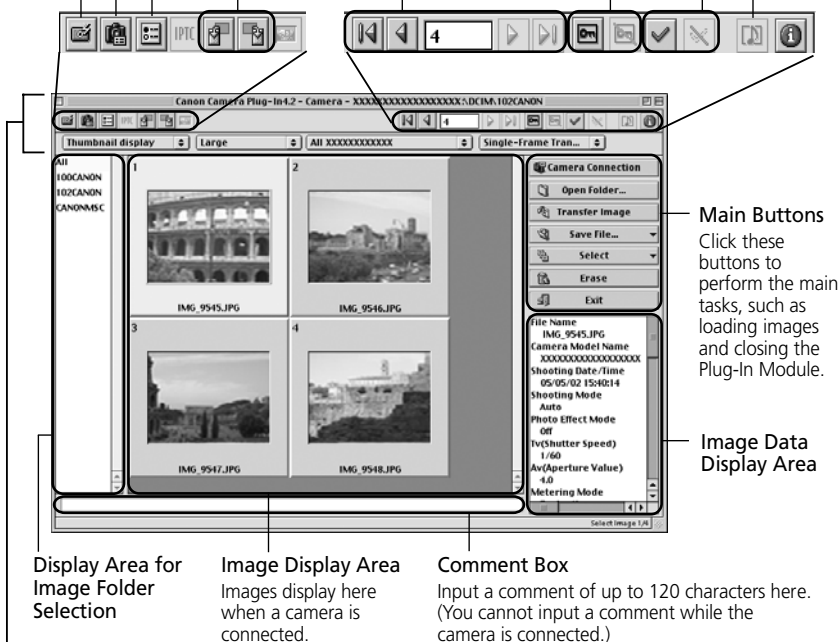 IPTC
4
Canon Camera Plug-In4.2 - Camera - XXXXXXXXXXXXXXXXXXX:\DCIM\102CANON
IPTC
4
Thumbnail display
Large
All XXXXXXXXXXXX
Single-Frame Tran...
All
100CANON
102CANON
CANONMSC
1
IMG_9545.JPG
2
IMG_9546.JPG
3
IMG_9547.JPG
4
IMG_9548.JPG
Camera Connection
Open Folder...
Transfer Image
Save File...
Select
Erase
Exit
File Name
IMG_9545.JPG
Camera Model Name
XXXXXXXXXXXXXXXXXX
Shooting Date/Time
05/05/02 15:40:14
Shooting Mode
Auto
Photo Effect Mode
Off
Tv(Shutter Speed)
1/60
Av(Aperture Value)
4.0
Metering Mode
Select Image 1/4
Main Buttons
Click these
buttons to
perform the main
tasks, such as
loading images
and closing the
Plug-In Module.
Image Data
Display Area
Display Area for
Image Folder
Selection
Image Display Area
Images display here
when a camera is
connected.
Comment Box
Input a comment of up to 120 characters here.
(You cannot input a comment while the
camera is connected.)